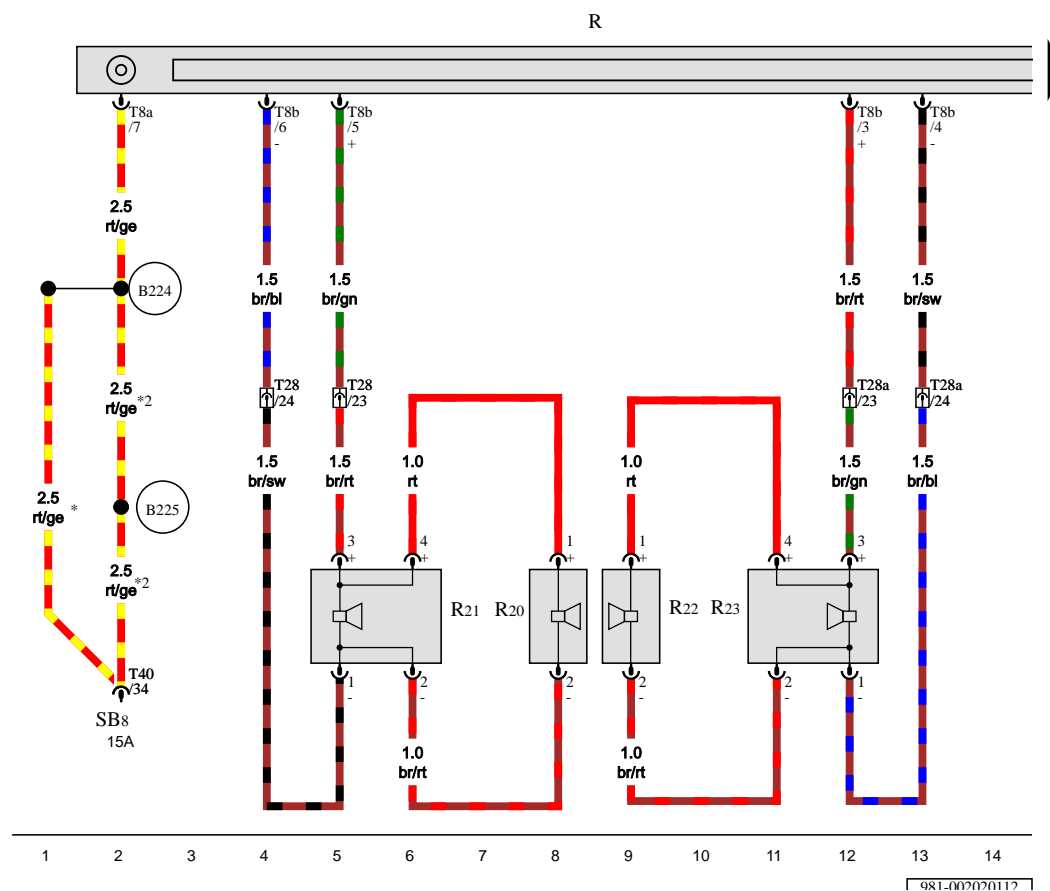 R
T8a
/7
T8b
/6
-
T8b
/5
+
T8b
/3
+
T8b
/4
-
2.5
rt/ge
B224
1.5
br/bl
1.5
br/gn
1.5
br/rt
1.5
br/sw
2.5
rt/ge*2
T28
/24
T28
/23
T28a
/23
T28a
/24
2.5
rt/ge *
B225
1.5
br/sw
1.5
br/rt
1.0
rt
1.0
rt
1.5
br/gn
1.5
br/bl
2.5
rt/ge*2
3
+
4
+
1
+
1
+
4
+
3
+
R21 R20
R22 R23
T40
/34
SB8
15A
1
-
2
-
2
-
2
-
2
-
1
-
1.0
br/rt
1.0
br/rt
1 2 3 4 5 6 7 8 9 10 11 12 13 14
981-002020112